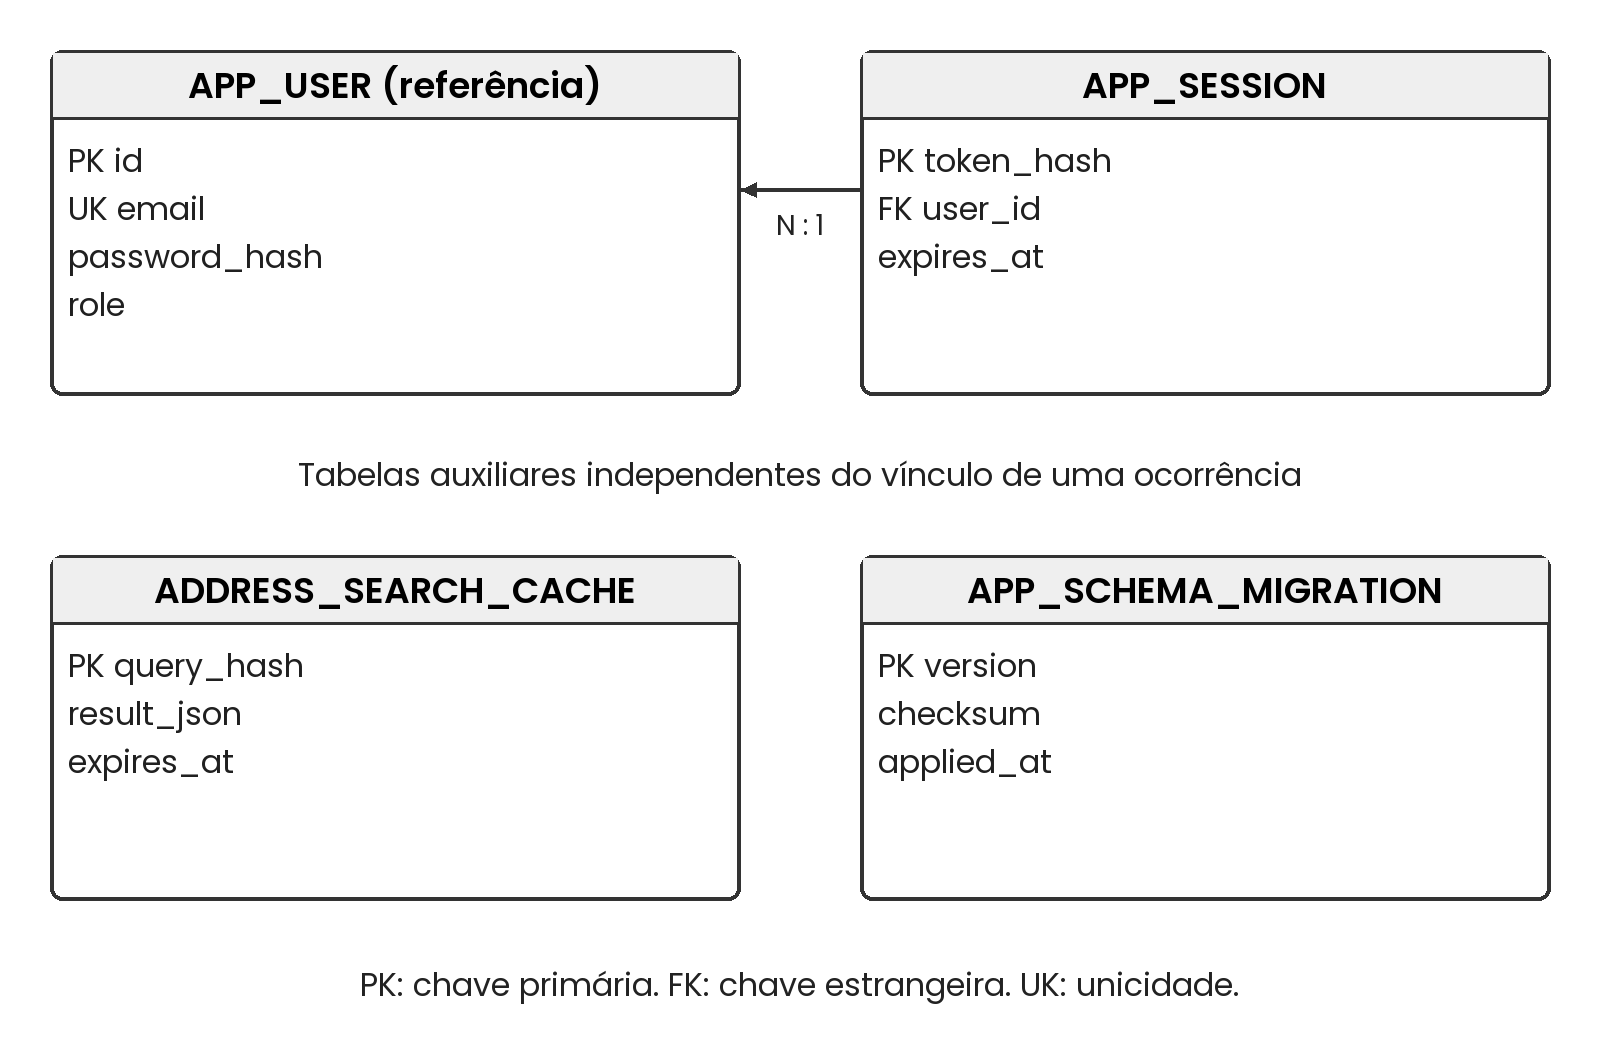 APP_USER (referência)
PK id
UK email
password_hash
role
N : 1
APP_SESSION
PK token_hash
FK user_id
expires_at
Tabelas auxiliares independentes do vínculo de uma ocorrência
ADDRESS_SEARCH_CACHE
PK query_hash
result_json
expires_at
APP_SCHEMA_MIGRATION
PK version
checksum
applied_at
PK: chave primária. FK: chave estrangeira. UK: unicidade.